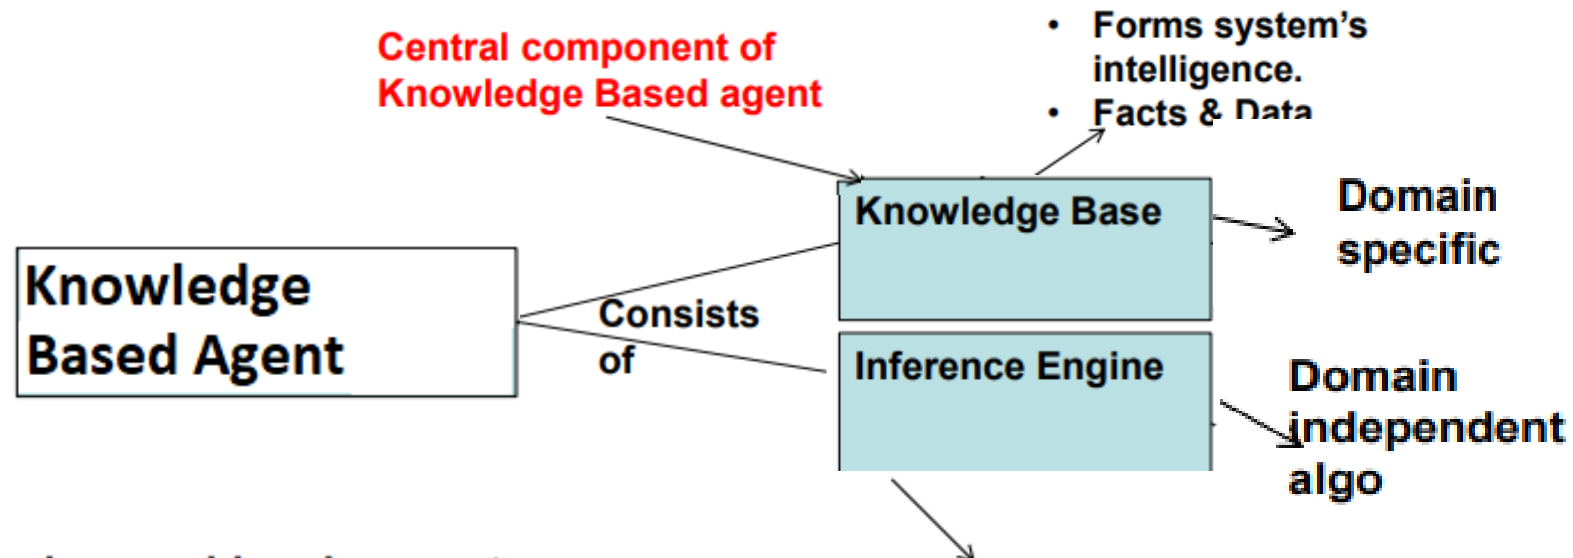 Central component of
Knowledge Based agent
• Forms system's
intelligence.
• Facts & Data
Knowledge Base
Domain
specific
Knowledge
Based Agent
Consists
of
Inference Engine
Domain
independent
algo